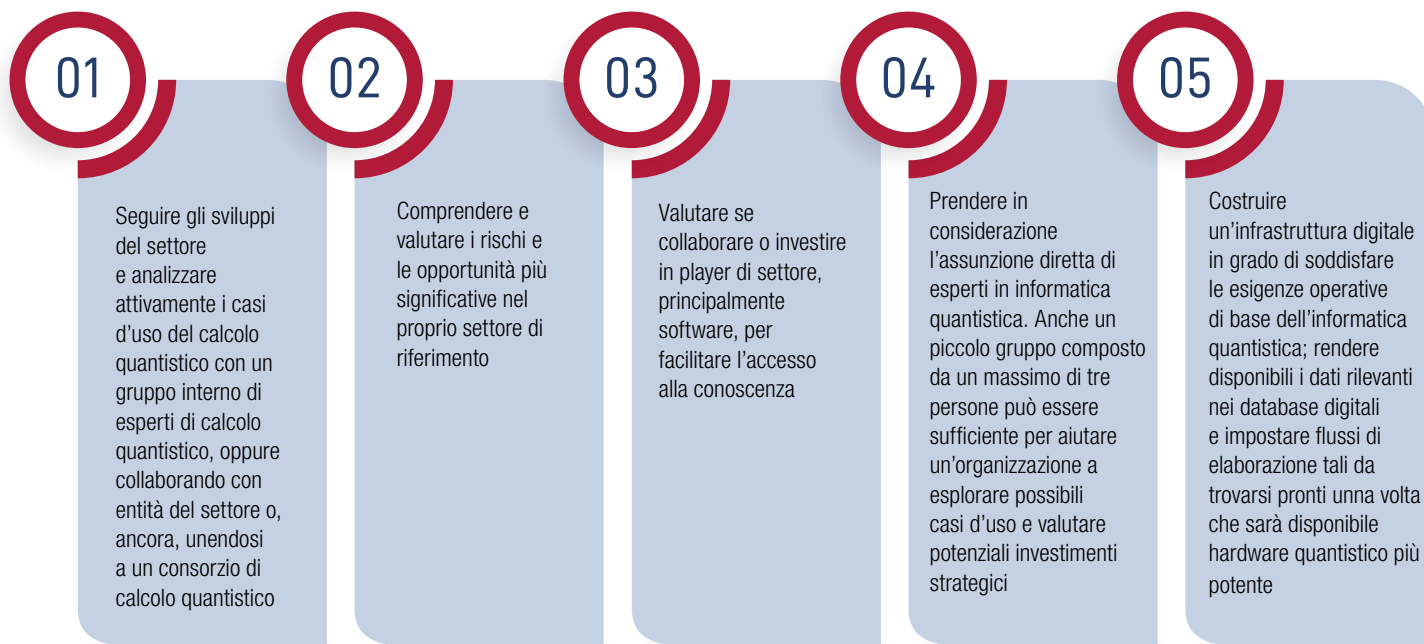 01
Seguire gli sviluppi
del settore
e analizzare
attivamente i casi
d’uso del calcolo
quantistico con un
gruppo interno di
esperti di calcolo
quantistico, oppure
collaborando con
entità del settore o,
ancora, unendosi
a un consorzio di
calcolo quantistico
02
Comprendere e
valutare i rischi e
le opportunità più
significative nel
proprio settore di
riferimento
03
Valutare se
collaborare o investire
in player di settore,
principalmente
software, per
facilitare l’accesso
alla conoscenza
04
Prendere in
considerazione
l’assunzione diretta di
esperti in informatica
quantistica. Anche un
piccolo gruppo composto
da un massimo di tre
persone può essere
sufficiente per aiutare
un’organizzazione a
esplorare possibili
casi d’uso e valutare
potenziali investimenti
strategici
05
Costruire
un’infrastruttura digitale
in grado di soddisfare
le esigenze operative
di base dell’informatica
quantistica; rendere
disponibili i dati rilevanti
nei database digitali
e impostare flussi di
elaborazione tali da
trovarsi pronti unna volta
che sarà disponibile
hardware quantistico più
potente